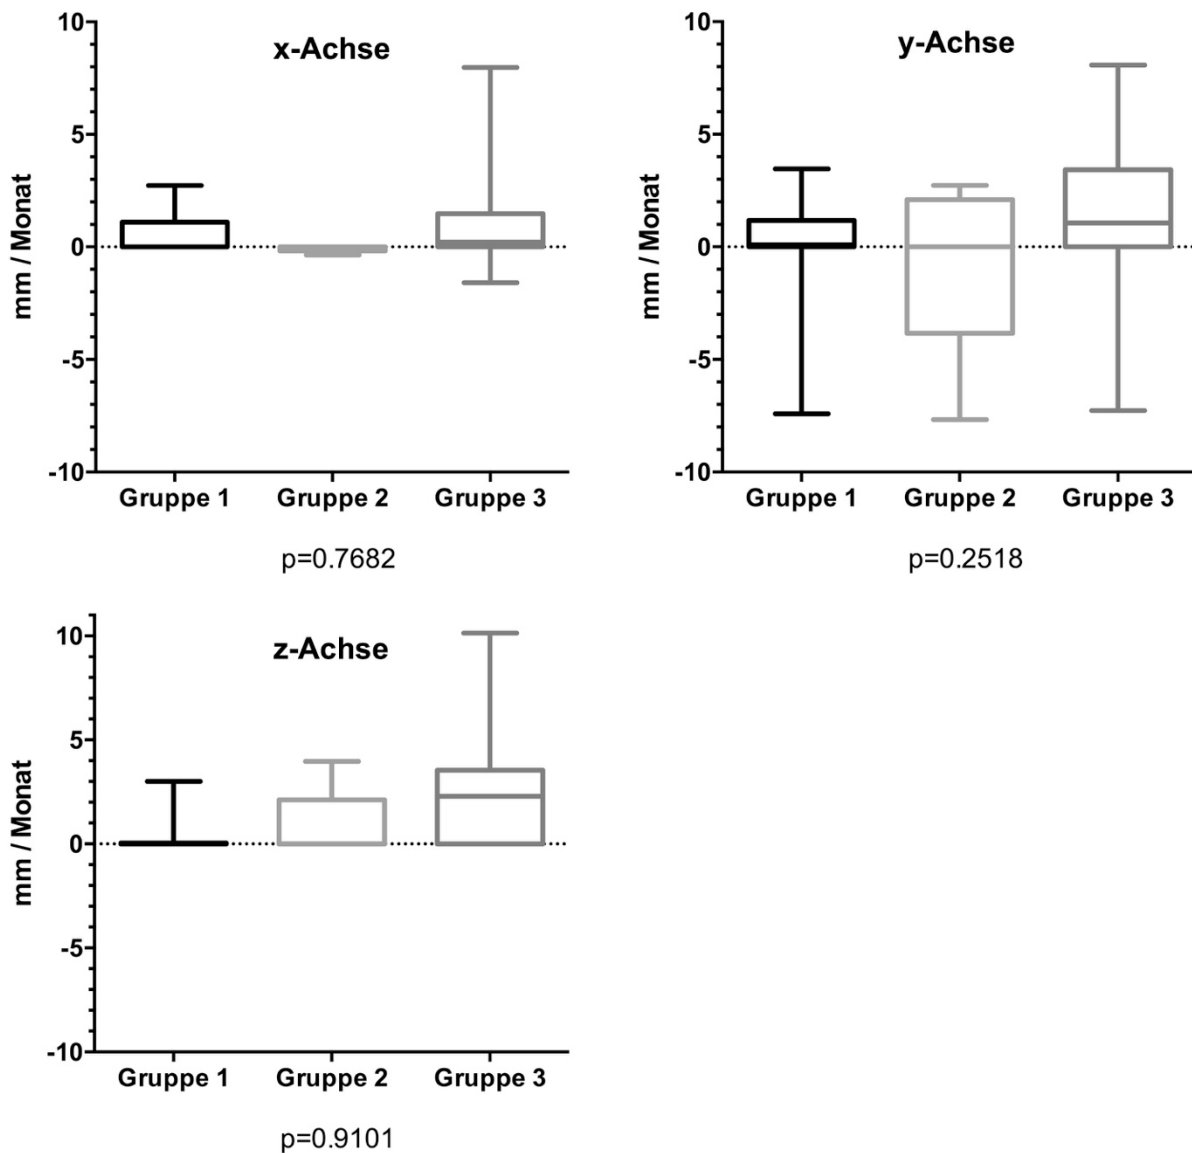 x-Achse
mm / Monat
10
5
0
-5
-10
Gruppe 1 Gruppe 2 Gruppe 3
p=0.7682
y-Achse
mm / Monat
10
5
0
-5
-10
Gruppe 1 Gruppe 2 Gruppe 3
p=0.2518
z-Achse
mm / Monat
10
5
0
-5
-10
Gruppe 1 Gruppe 2 Gruppe 3
p=0.9101